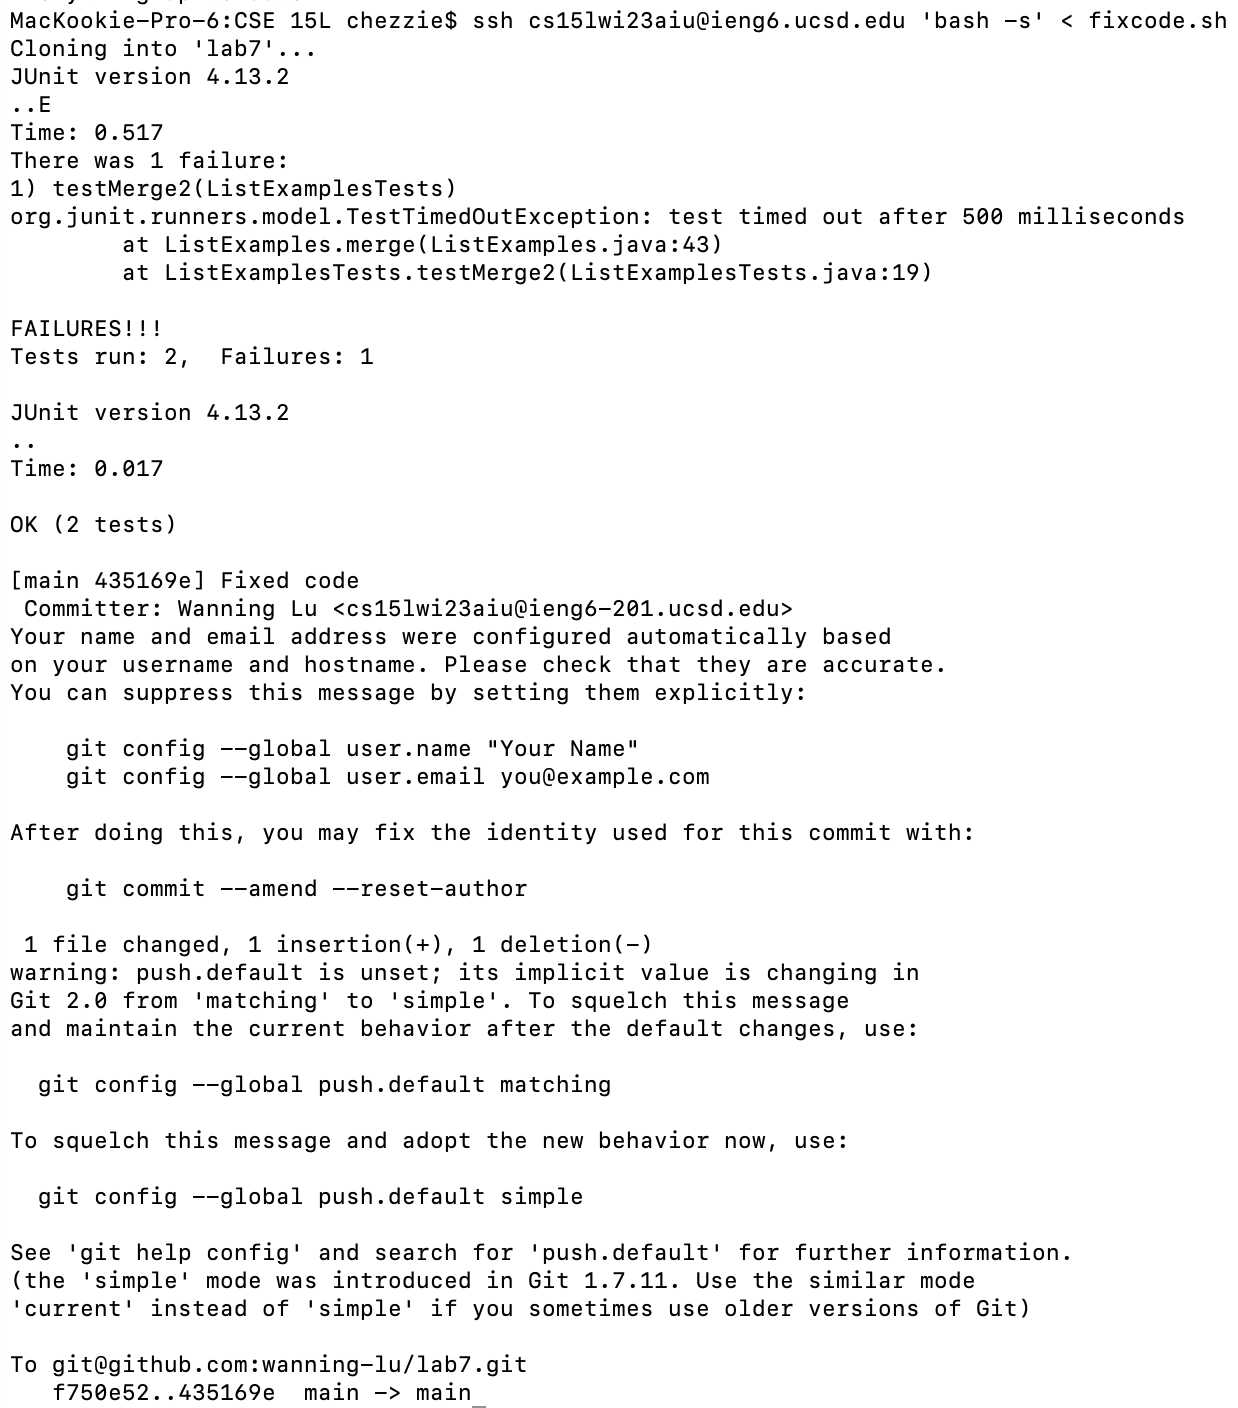 MacKookie-Pro-6:CSE 15L chezzie$ ssh cs15lwi23aiu@ieng6.ucsd.edu 'bash -s' < fixcode.sh
Cloning into 'lab7'...
JUnit version 4.13.2
..E
Time: 0.517
There was 1 failure:
1) testMerge2(ListExamplesTests)
org.junit.runners.model.TestTimedOutException: test timed out after 500 milliseconds
        at ListExamples.merge(ListExamples.java:43)
        at ListExamplesTests.testMerge2(ListExamplesTests.java:19)

FAILURES!!!
Tests run: 2,  Failures: 1

JUnit version 4.13.2
..
Time: 0.017

OK (2 tests)

[main 435169e] Fixed code
 Committer: Wanning Lu <cs15lwi23aiu@ieng6-201.ucsd.edu>
Your name and email address were configured automatically based
on your username and hostname. Please check that they are accurate.
You can suppress this message by setting them explicitly:

    git config --global user.name "Your Name"
    git config --global user.email you@example.com

After doing this, you may fix the identity used for this commit with:

    git commit --amend --reset-author

 1 file changed, 1 insertion(+), 1 deletion(-)
warning: push.default is unset; its implicit value is changing in
Git 2.0 from 'matching' to 'simple'. To squelch this message
and maintain the current behavior after the default changes, use:

  git config --global push.default matching

To squelch this message and adopt the new behavior now, use:

  git config --global push.default simple

See 'git help config' and search for 'push.default' for further information.
(the 'simple' mode was introduced in Git 1.7.11. Use the similar mode
'current' instead of 'simple' if you sometimes use older versions of Git)

To git@github.com:wanning-lu/lab7.git
   f750e52..435169e  main -> main